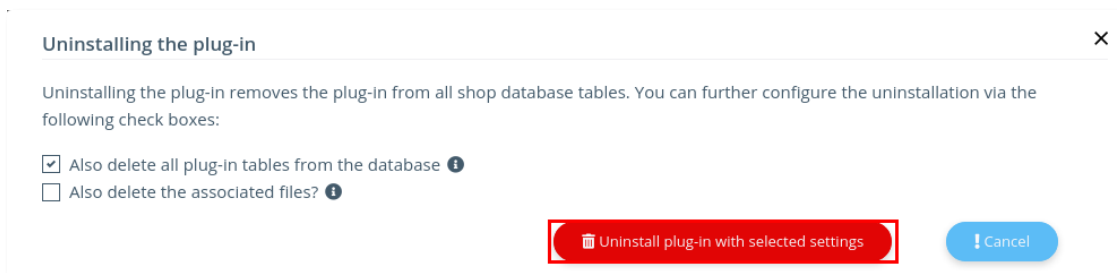 Uninstalling the plug-in
Uninstalling the plug-in removes the plug-in from all shop database tables. You can further configure the uninstallation via the
following check boxes:
Also delete all plug-in tables from the database
Also delete the associated files?
Uninstall plug-in with selected settings
Cancel